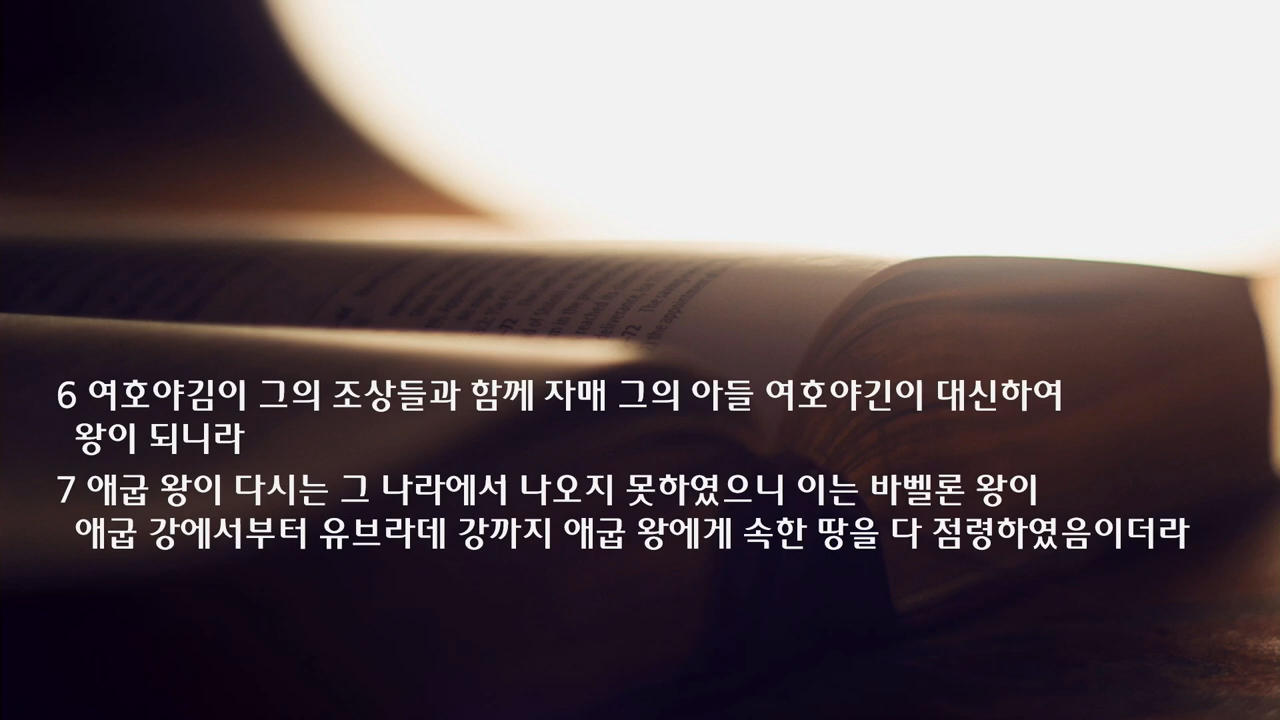 6 여호야김이 그의 조상들과 함께 자매 그의 아들 여호야긴이 대신하여
왕이 되니라
7 애굽 왕이 다시는 그 나라에서 나오지 못하였으니 이는 바벨론 왕이
애굽 강에서부터 유브라데 강까지 애굽 왕에게 속한 땅을 다 점령하였음이더라